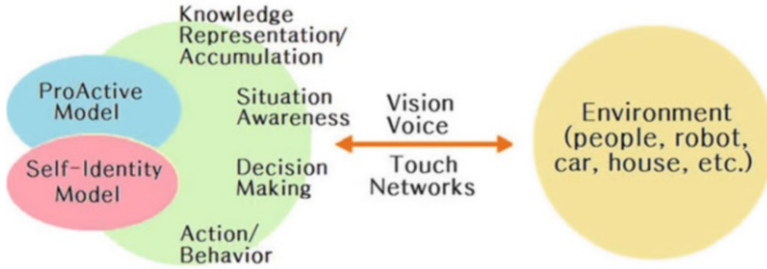 Knowledge
Representation/
Accumulation
ProActive
Model
Situation
Awareness
Self-Identity
Model
Decision
Making
Action/
Behavior
Vision
Voice
Touch
Networks
Environment
(people, robot,
car, house, etc.)